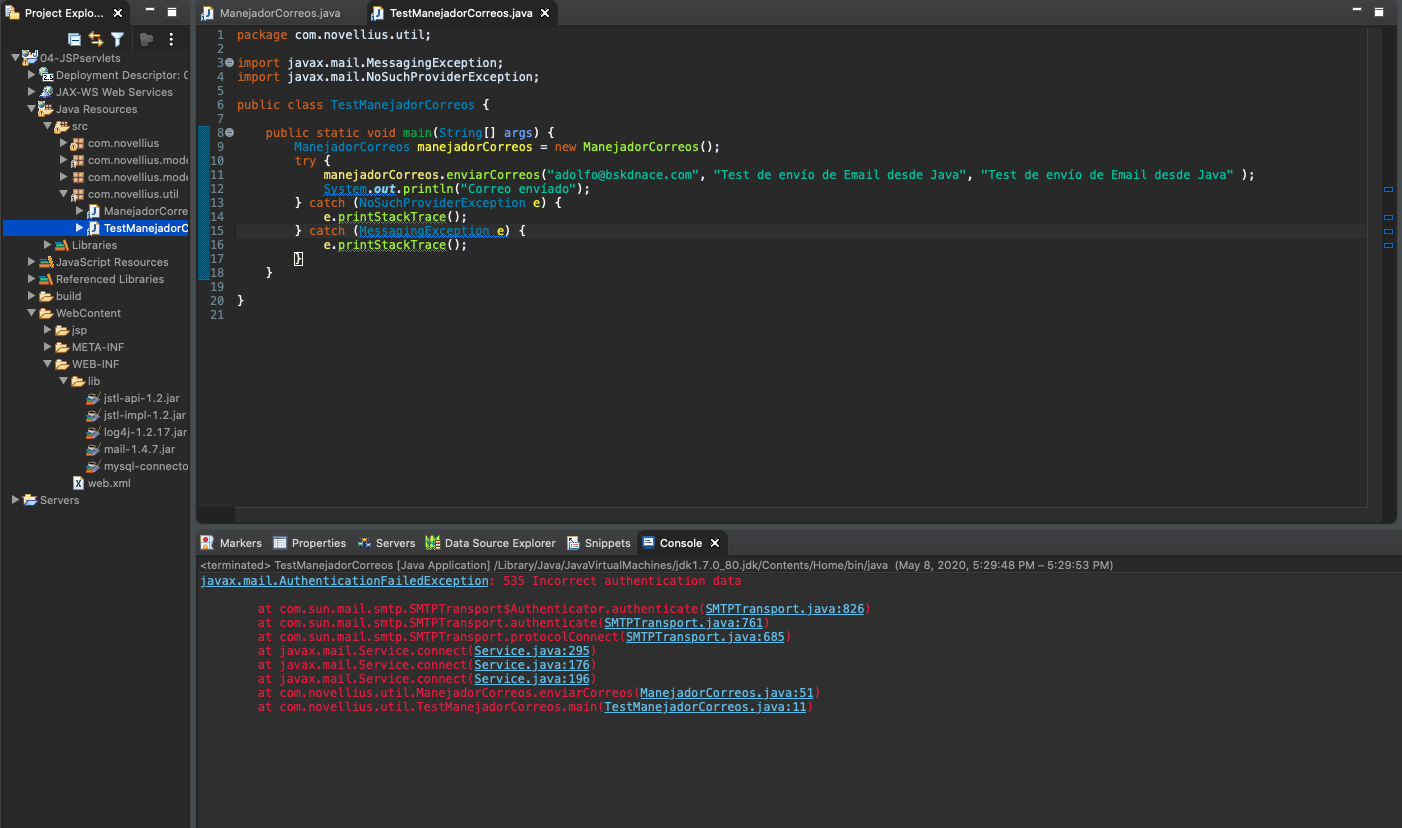 Project Explo...
ManejadorCorreos.java
TestManejadorCorreos.java
04-JSPservlets
Deployment Descriptor: 0
JAX-WS Web Services
Java Resources
src
com.novellius
com.novellius.mode
com.novellius.mode
com.novellius.util
ManejadorCorre
TestManejadorC
Libraries
JavaScript Resources
Referenced Libraries
build
WebContent
jsp
META-INF
WEB-INF
lib
jstl-api-1.2.jar
jstl-impl-1.2.jar
log4j-1.2.17.jar
mail-1.4.7.jar
mysql-connecto
web.xml
Servers
1 package com.novellius.util;
2
3 import javax.mail.MessagingException;
4 import javax.mail.NoSuchProviderException;
5
6 public class TestManejadorCorreos {
7
8 public static void main(String[] args) {
9 ManejadorCorreos manejadorCorreos = new ManejadorCorreos();
10 try {
11 manejadorCorreos.enviarCorreos("adolfo@bskdnace.com", "Test de envío de Email desde Java", "Test de envío de Email desde Java" );
12 System.out.println("Correo envíado");
13 } catch (NoSuchProviderException e) {
14 e.printStackTrace();
15 } catch (MessagingException e) {
16 e.printStackTrace();
17 }
18 }
19
20 }
21
Markers
Properties
Servers
Data Source Explorer
Snippets
Console
<terminated> TestManejadorCorreos [Java Application] /Library/Java/JavaVirtualMachines/jdk1.7.0_80.jdk/Contents/Home/bin/java (May 8, 2020, 5:29:48 PM – 5:29:53 PM)
javax.mail.AuthenticationFailedException: 535 Incorrect authentication data
at com.sun.mail.smtp.SMTPTransport$Authenticator.authenticate(SMTPTransport.java:826)
at com.sun.mail.smtp.SMTPTransport.authenticate(SMTPTransport.java:761)
at com.sun.mail.smtp.SMTPTransport.protocolConnect(SMTPTransport.java:685)
at javax.mail.Service.connect(Service.java:295)
at javax.mail.Service.connect(Service.java:176)
at javax.mail.Service.connect(Service.java:196)
at com.novellius.util.ManejadorCorreos.enviarCorreos(ManejadorCorreos.java:51)
at com.novellius.util.TestManejadorCorreos.main(TestManejadorCorreos.java:11)